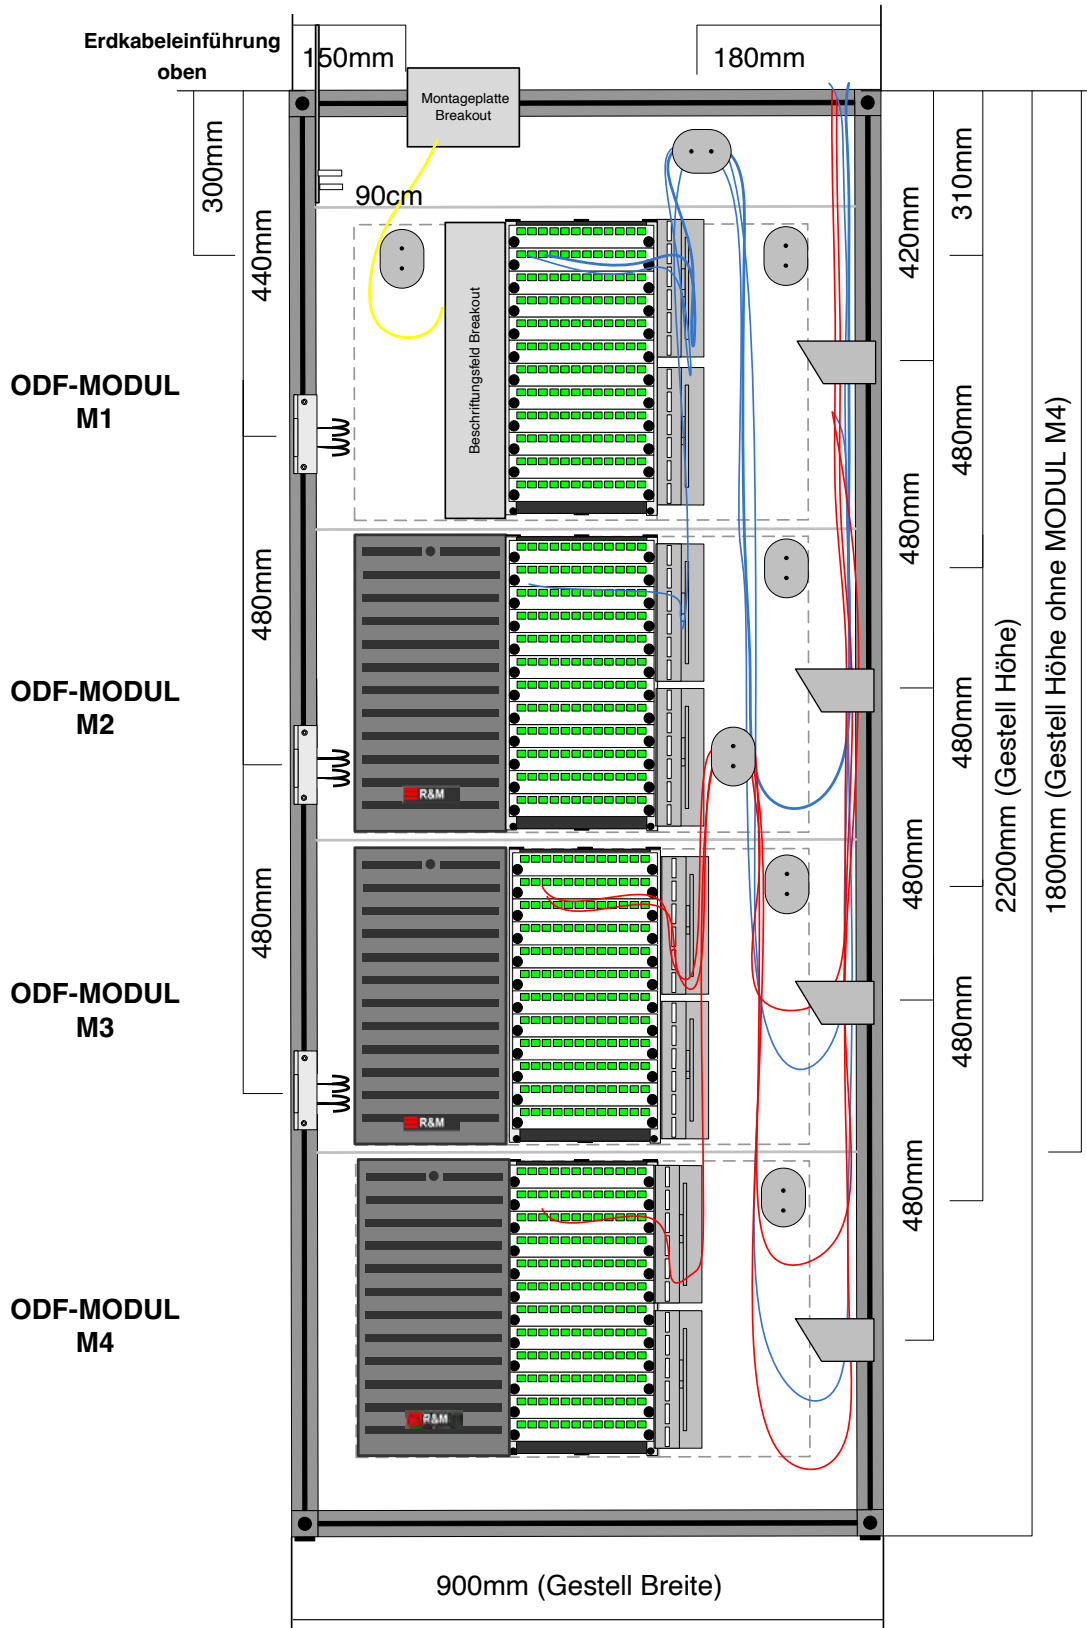 Erdkabeleinführung
oben
150mm
180mm
Montageplatte
Breakout
300mm
90cm
440mm
420mm
310mm
Beschriftungsfeld Breakout
ODF-MODUL
M1
480mm
480mm
480mm
ODF-MODUL
M2
R&M
480mm
2200mm (Gestell Höhe)
1800mm (Gestell Höhe ohne MODUL M4)
480mm
480mm
ODF-MODUL
M3
R&M
480mm
480mm
ODF-MODUL
M4
R&M
900mm (Gestell Breite)